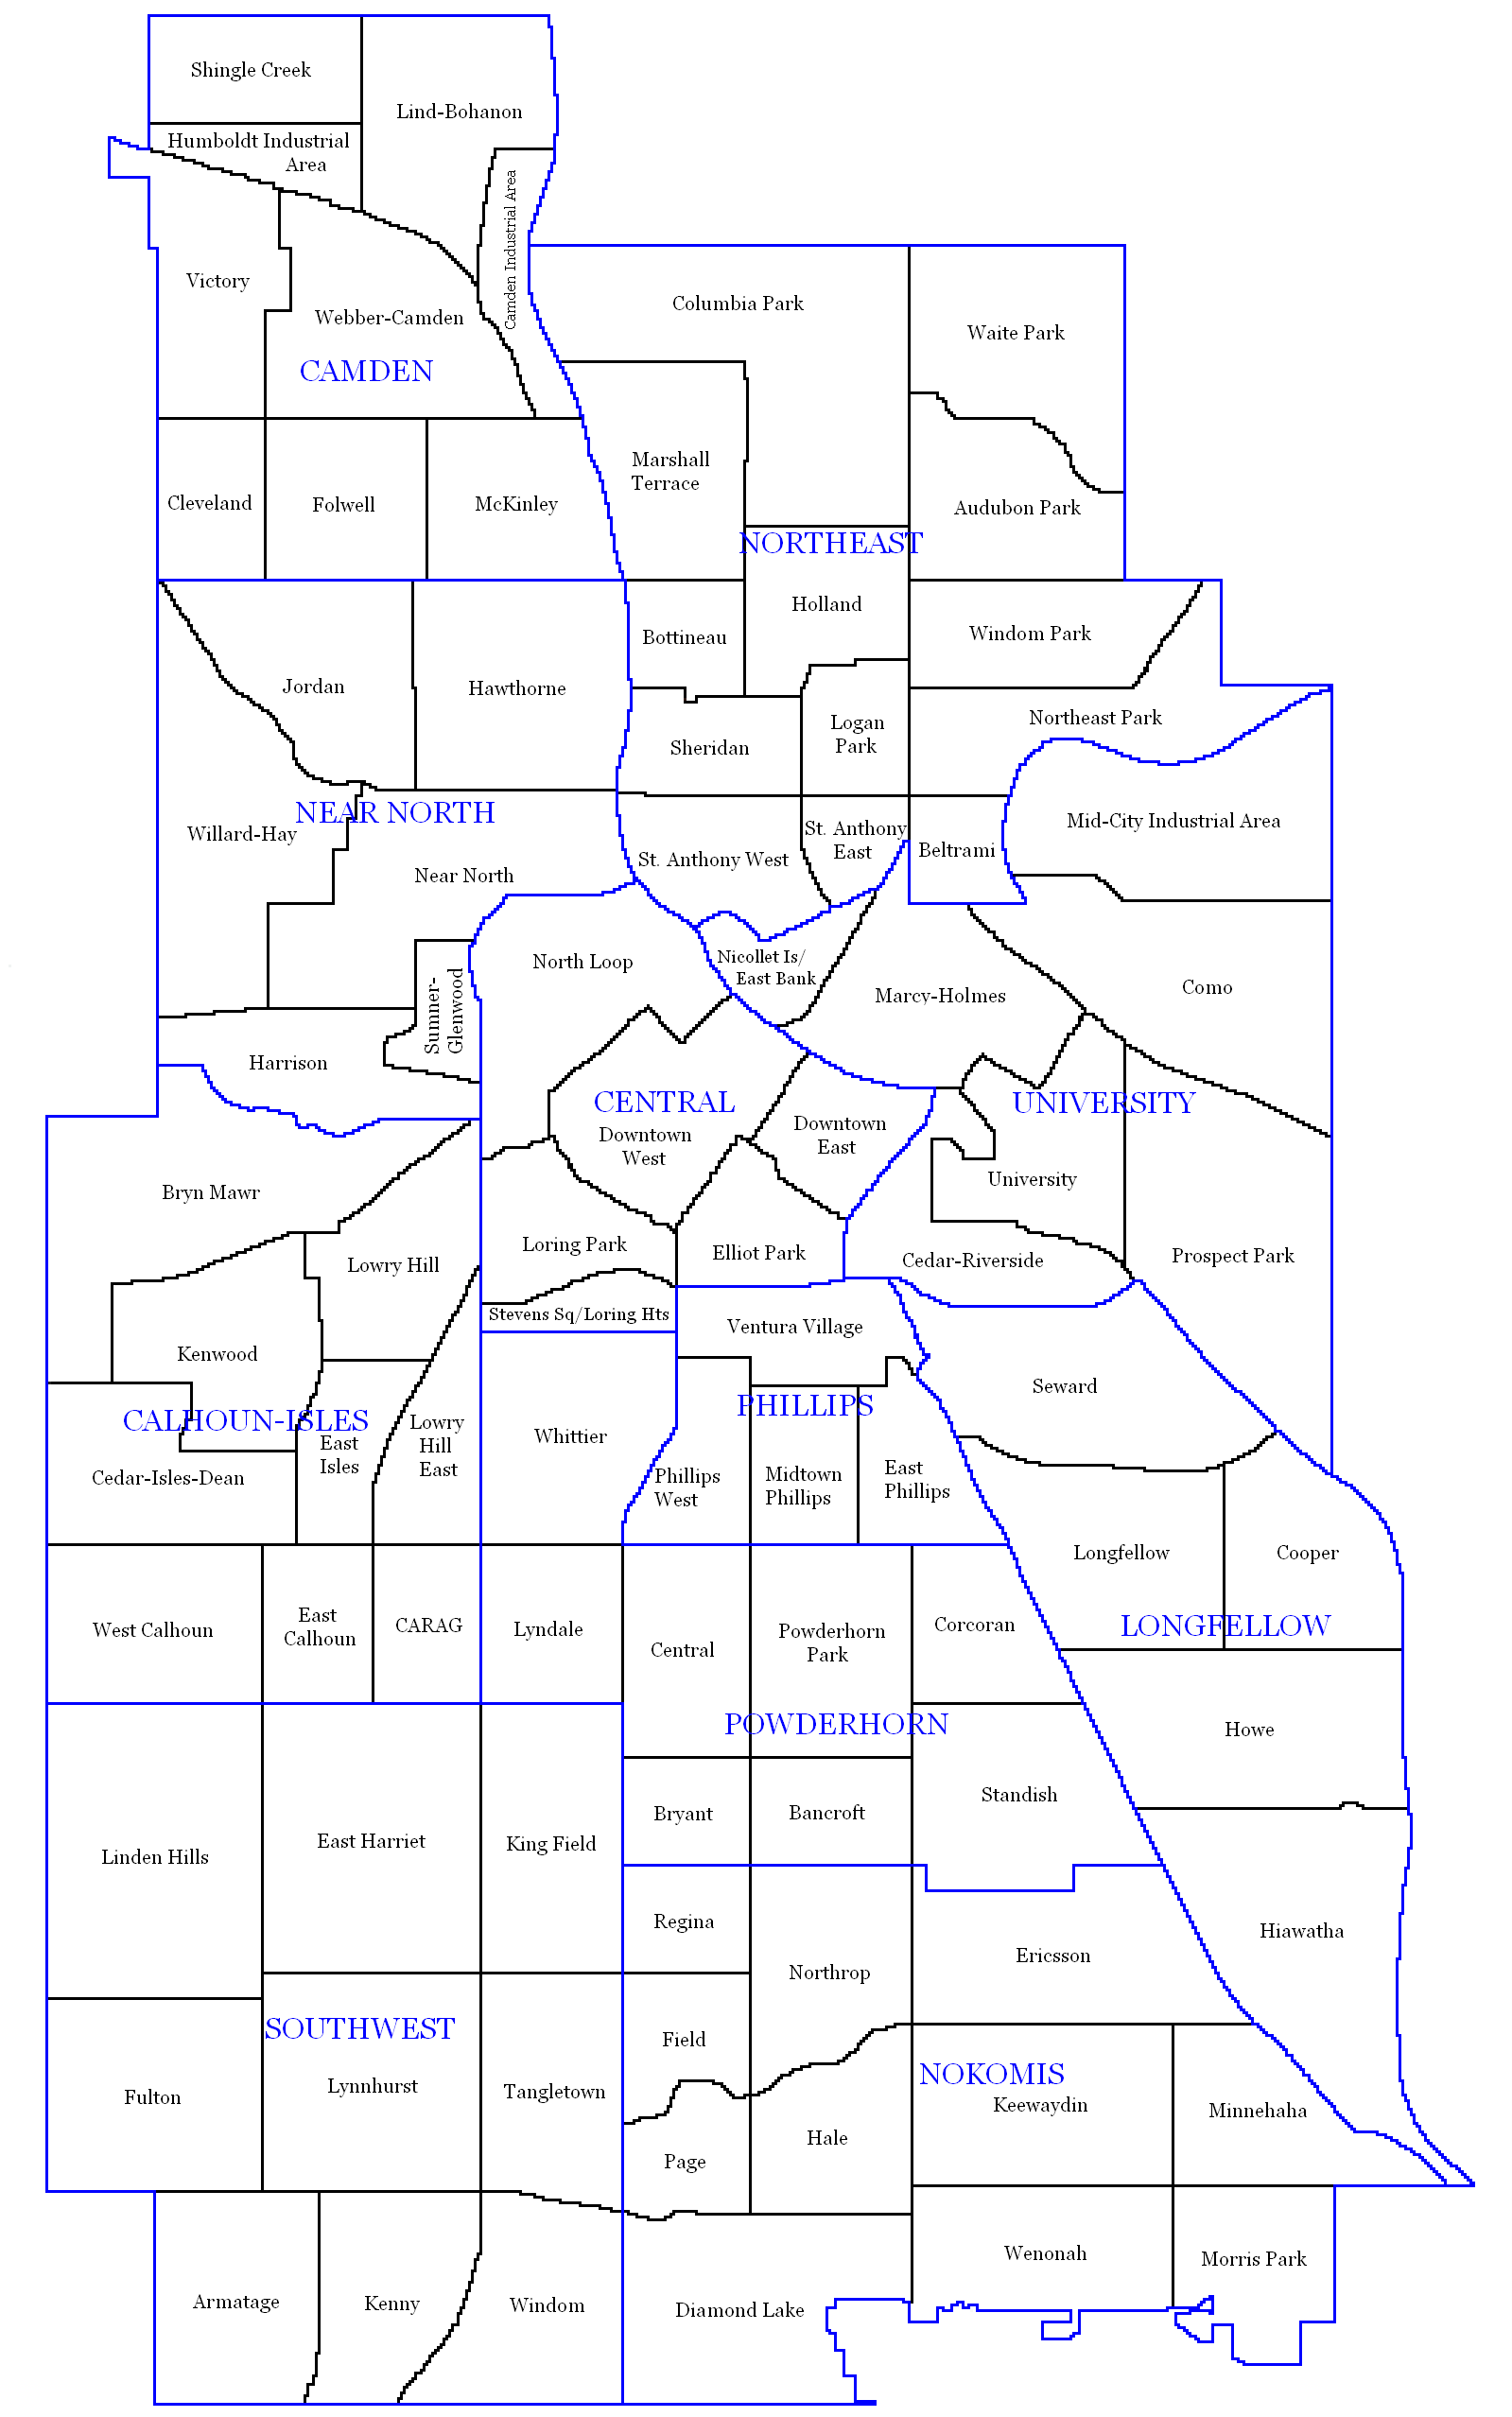 Shingle Creek
Lind-Bohanon
Humboldt Industrial
Area
Camden Industrial Area
Victory
Webber-Camden
CAMDEN
Columbia Park
Waite Park
Marshall
Terrace
Cleveland
Folwell
McKinley
Audubon Park
NORTHEAST
Holland
Bottineau
Windom Park
Jordan
Hawthorne
Logan
Park
Northeast Park
Sheridan
NEAR NORTH
Willard-Hay
Near North
St. Anthony West
St. Anthony
East
Beltrami
Mid-City Industrial Area
North Loop
Nicollet Is/
East Bank
Marcy-Holmes
Como
Sumner-
Glenwood
Harrison
CENTRAL
UNIVERSITY
Downtown
West
Downtown
East
University
Bryn Mawr
Lowry Hill
Loring Park
Elliot Park
Cedar-Riverside
Prospect Park
Stevens Sq/Loring Hts
Ventura Village
Kenwood
Seward
CALHOUN-ISLES
PHILLIPS
East
Isles
Lowry
Hill
East
Whittier
Cedar-Isles-Dean
Phillips
West
Midtown
Phillips
East
Phillips
Longfellow
Cooper
West Calhoun
East
Calhoun
CARAG
Lyndale
Central
Powderhorn
Park
Corcoran
LONGFELLOW
POWDERHORN
Howe
Standish
Bryant
Bancroft
Linden Hills
East Harriet
King Field
Regina
Northrop
Ericsson
Hiawatha
SOUTHWEST
Field
NOKOMIS
Fulton
Lynnhurst
Tangletown
Keewaydin
Minnehaha
Page
Hale
Wenonah
Morris Park
Armatage
Kenny
Windom
Diamond Lake